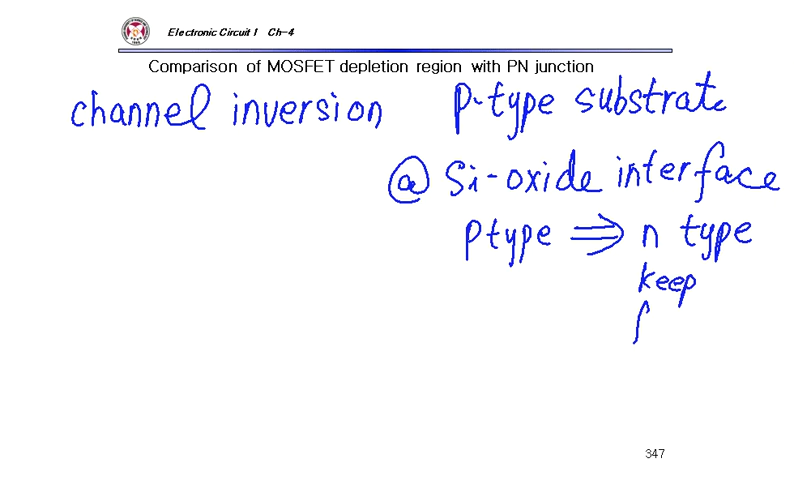 Electronic Circuit 1 Ch-4
Comparison of MOSFET depletion region with PN junction
channel inversion p-type substrate
@ Si-oxide interface
p type ⇒ n type
keep
347